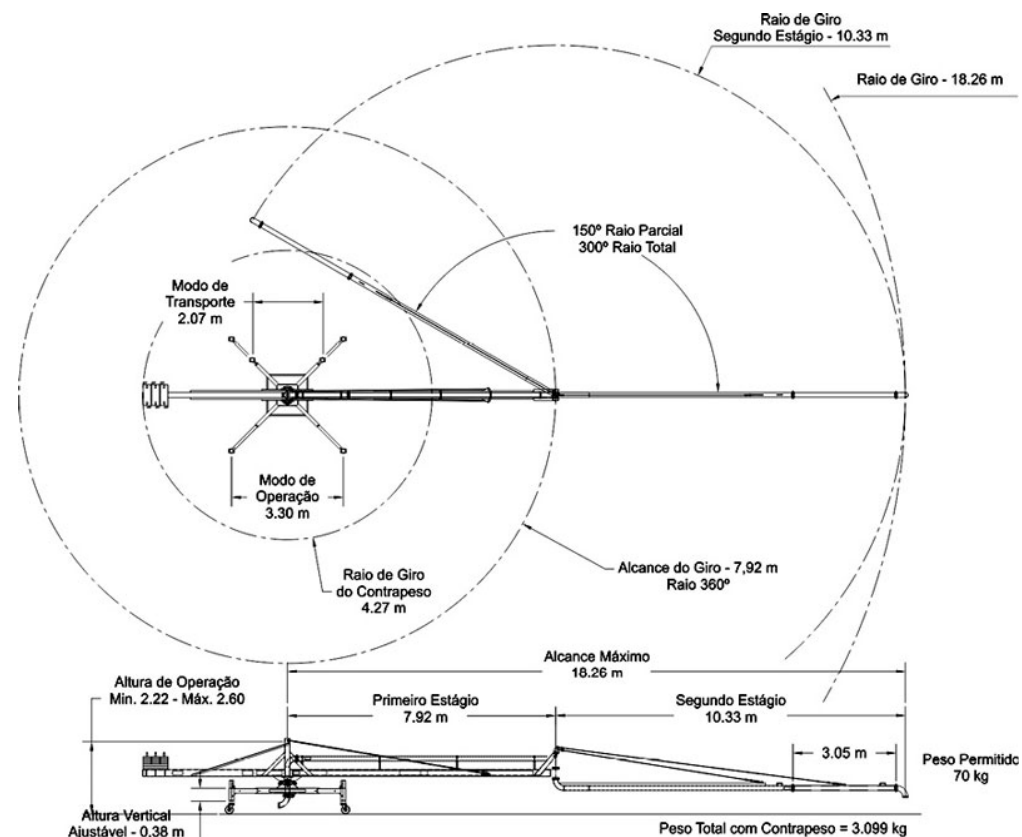 Raio de Giro
Segundo Estágio - 10.33 m
Raio de Giro - 18.26 m
150º Raio Parcial
300º Raio Total
Modo de
Transporte
2.07 m
Modo de
Operação
3.30 m
Raio de Giro
do Contrapeso
4.27 m
Alcance do Giro - 7,92 m
Raio 360º
Alcance Máximo
18.26 m
Altura de Operação
Min. 2.22 - Máx. 2.60
Primeiro Estágio
7.92 m
Segundo Estágio
10.33 m
3.05 m
Peso Permitido
70 kg
Altura Vertical
Ajustável - 0.38 m
Peso Total com Contrapeso = 3.099 kg